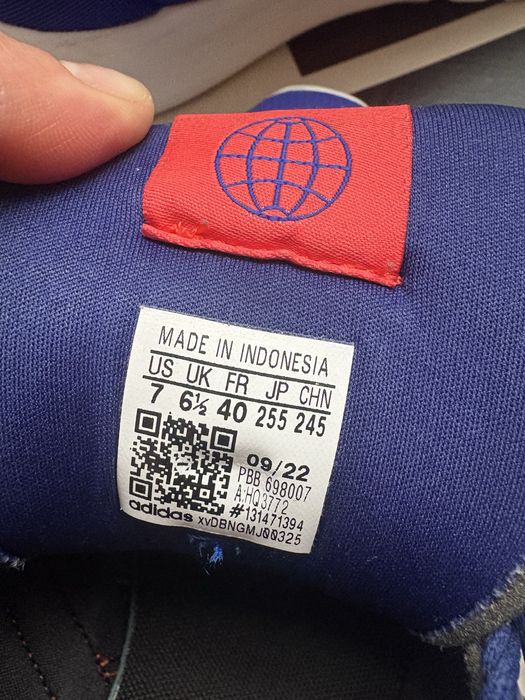 MADE IN INDONESIA
US UK FR JP CHN
7 6½ 40 255 245
09/22
PBB 698007
A:HQ3772
#131471394
adidas XVDBNGMJ00325